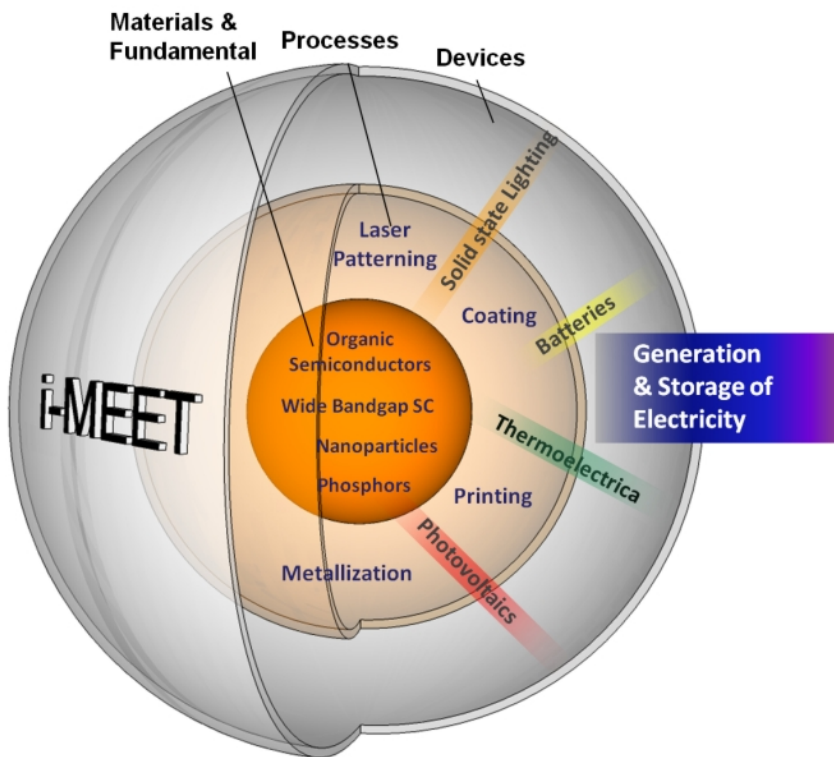 Materials &
Fundamental
Processes
Devices
Laser
Patterning
Solid state Lighting
Coating
Batteries
Organic
Semiconductors
Wide Bandgap SC
Nanoparticles
Phosphors
i-MEET
Generation
& Storage of
Electricity
Thermoelectrica
Printing
Photovoltaics
Metallization